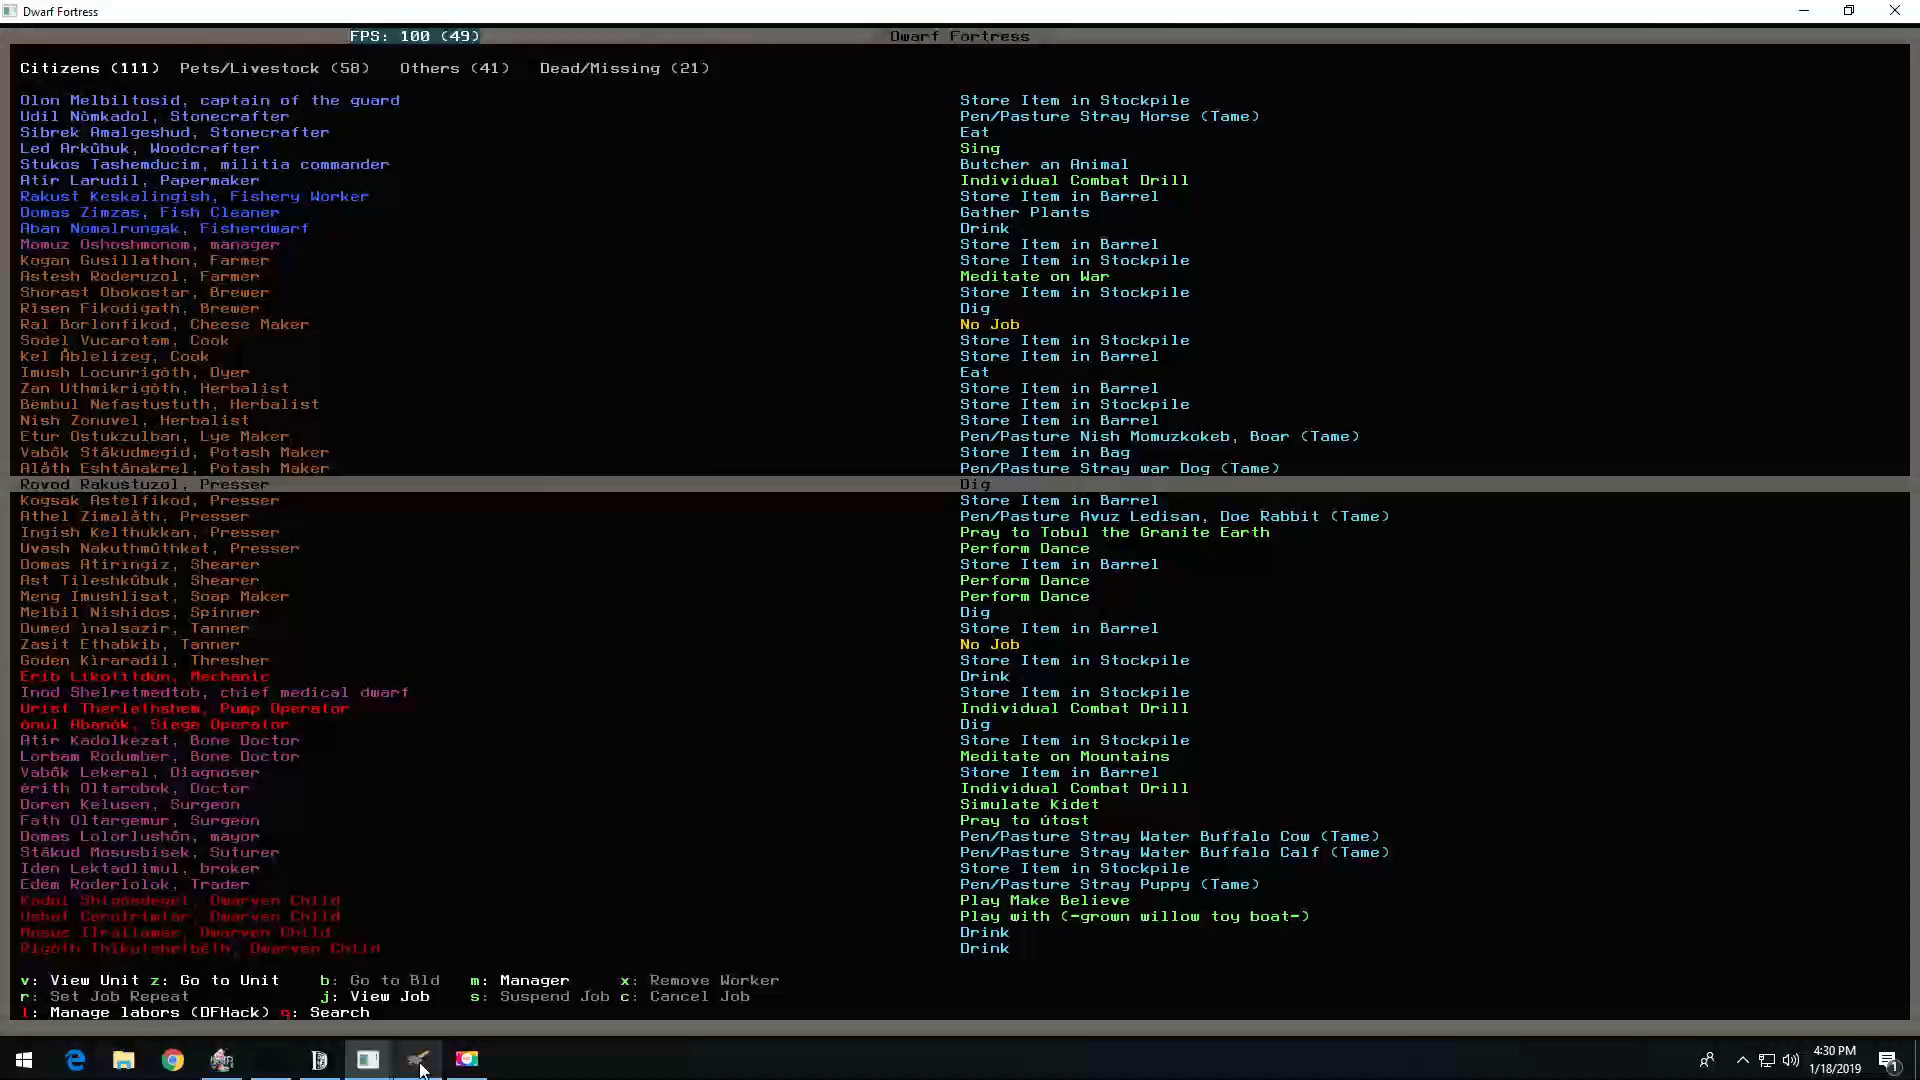 Dwarf Fortress
FPS: 100 (49)
Dwarf Fortress
Citizens (111) Pets/Livestock (58) Others (41) Dead/Missing (21)
Olon Melbiltosid, captain of the guard Store Item in Stockpile
Udil Nòmkadol, Stonecrafter Pen/Pasture Stray Horse (Tame)
Sibrek Amalgeshud, Stonecrafter Eat
Led Arkûbuk, Woodcrafter Sing
Stukos Tashemducim, militia commander Butcher an Animal
Atir Larudil, Papermaker Individual Combat Drill
Rakust Keskalingish, Fishery Worker Store Item in Barrel
Domas Zimzas, Fish Cleaner Gather Plants
Aban Nomalrungak, Fisherdwarf Drink
Momuz Oshoshmonom, manager Store Item in Barrel
Kogan Gusillathon, Farmer Store Item in Stockpile
Astesh Roderuzol, Farmer Meditate on War
Shorast Obokostar, Brewer Store Item in Stockpile
Risen Fikodigath, Brewer Dig
Ral Borlonfikod, Cheese Maker No Job
Sodel Vucarotam, Cook Store Item in Stockpile
Kel Åblelizeg, Cook Store Item in Barrel
Imush Locunrigòth, Dyer Eat
Zan Uthmikrigòth, Herbalist Store Item in Barrel
Bëmbul Nefastustuth, Herbalist Store Item in Stockpile
Nish Zonuvel, Herbalist Store Item in Barrel
Etur Ostukzulban, Lye Maker Pen/Pasture Nish Momuzkokeb, Boar (Tame)
Vabôk Stâkudmegid, Potash Maker Store Item in Bag
Alåth Eshtânakrel, Potash Maker Pen/Pasture Stray war Dog (Tame)
Rovod Rakustuzol, Presser Dig
Kogsak Astelfikod, Presser Store Item in Barrel
Athel Zimalåth, Presser Pen/Pasture Avuz Ledisan, Doe Rabbit (Tame)
Ingish Kelthukkan, Presser Pray to Tobul the Granite Earth
Uvash Nakuthmûthkat, Presser Perform Dance
Domas Atiringiz, Shearer Store Item in Barrel
Ast Tileshkûbuk, Shearer Perform Dance
Meng Imushlisat, Soap Maker Perform Dance
Melbil Nishidos, Spinner Dig
Dumed ìnalsazir, Tanner Store Item in Barrel
Zasit Ethabkib, Tanner No Job
Goden Kìraradil, Thresher Store Item in Stockpile
Erib Mechanic Drink
Inod Shelretmedtob, chief medical dwarf Store Item in Stockpile
Urist Pump Operator Individual Combat Drill
Siege Operator Dig
Atir Kadolkezat, Bone Doctor Store Item in Stockpile
Lorbam Rodumber, Bone Doctor Meditate on Mountains
Vabôk Lekeral, Diagnoser Store Item in Barrel
érith Oltarobok, Doctor Individual Combat Drill
Doren Kelusen, Surgeon Simulate Kidet
Fath Oltargemur, Surgeon Pray to útost
Domas Lolorlushôn, mayor Pen/Pasture Stray Water Buffalo Cow (Tame)
Stâkud Mosusbisek, Suturer Pen/Pasture Stray Water Buffalo Calf (Tame)
Iden Lektadlimul, broker Store Item in Stockpile
Edëm Roderlolok, Trader Pen/Pasture Stray Puppy (Tame)
Dwarven Child Play Make Believe
Dwarven Child Play with (-grown willow toy boat-)
Dwarven Child Drink
Dwarven Child Drink
v: View Unit z: Go to Unit b: Go to Bld m: Manager x: Remove Worker
r: Set Job Repeat j: View Job s: Suspend Job c: Cancel Job
l: Manage labors (DFHack) q: Search
4:30 PM
1/18/2019
1